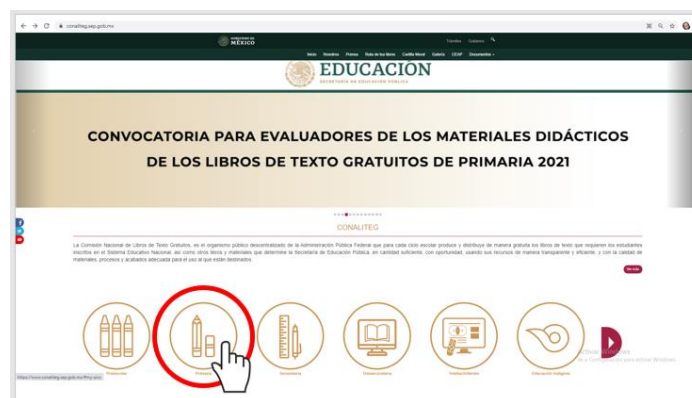 conaliteg.sep.gob.mx
GOBIERNO DE
MÉXICO
Trámites Gobierno
Inicio Nosotros Prensa Ruta de los libros Cartilla Moral Galería CEAP Documentos
EDUCACIÓN
SECRETARÍA DE EDUCACIÓN PÚBLICA
CONVOCATORIA PARA EVALUADORES DE LOS MATERIALES DIDÁCTICOS
DE LOS LIBROS DE TEXTO GRATUITOS DE PRIMARIA 2021
CONALITEG
La Comisión Nacional de Libros de Texto Gratuitos, es el organismo público descentralizado de la Administración Pública Federal que para cada ciclo escolar produce y distribuye de manera gratuita los libros de texto que requieren los estudiantes
inscritos en el Sistema Educativo Nacional, así como otros libros y materiales que determine la Secretaría de Educación Pública, en cantidad suficiente, con oportunidad, usando sus recursos de manera transparente y eficiente, y con la calidad de
materiales, procesos y acabados adecuada para el uso al que están destinados.
Ver más
Preescolar Primaria Secundaria Telesecundaria Telebachillerato Educación Indígena